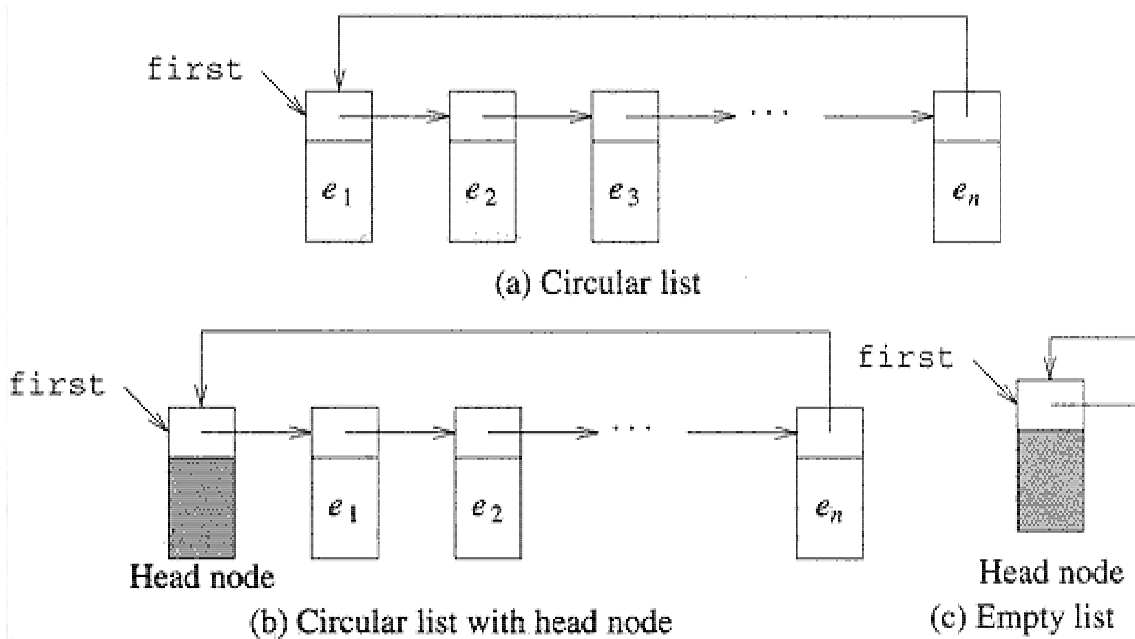 first
e1 e2 e3 ... en
(a) Circular list
first
e1 e2 ... en
Head node
(b) Circular list with head node
first
Head node
(c) Empty list